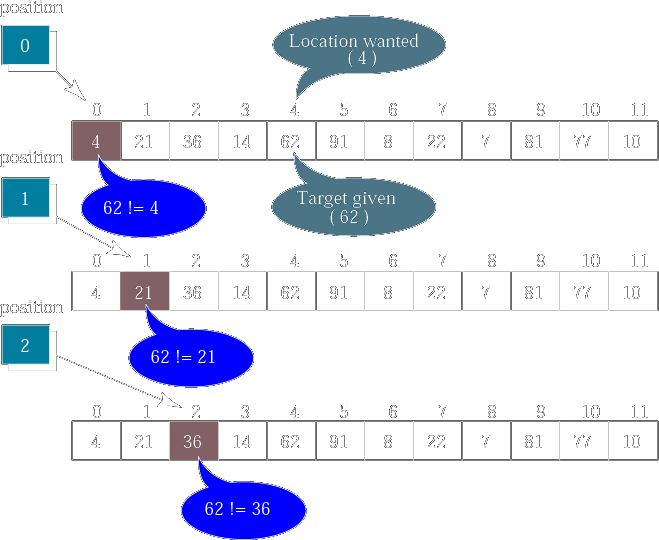 position
0
Location wanted
( 4 )
0 1 2 3 4 5 6 7 8 9 10 11
4 21 36 14 62 91 8 22 7 81 77 10
position
1
62 != 4
Target given
( 62 )
0 1 2 3 4 5 6 7 8 9 10 11
4 21 36 14 62 91 8 22 7 81 77 10
position
2
62 != 21
0 1 2 3 4 5 6 7 8 9 10 11
4 21 36 14 62 91 8 22 7 81 77 10
62 != 36